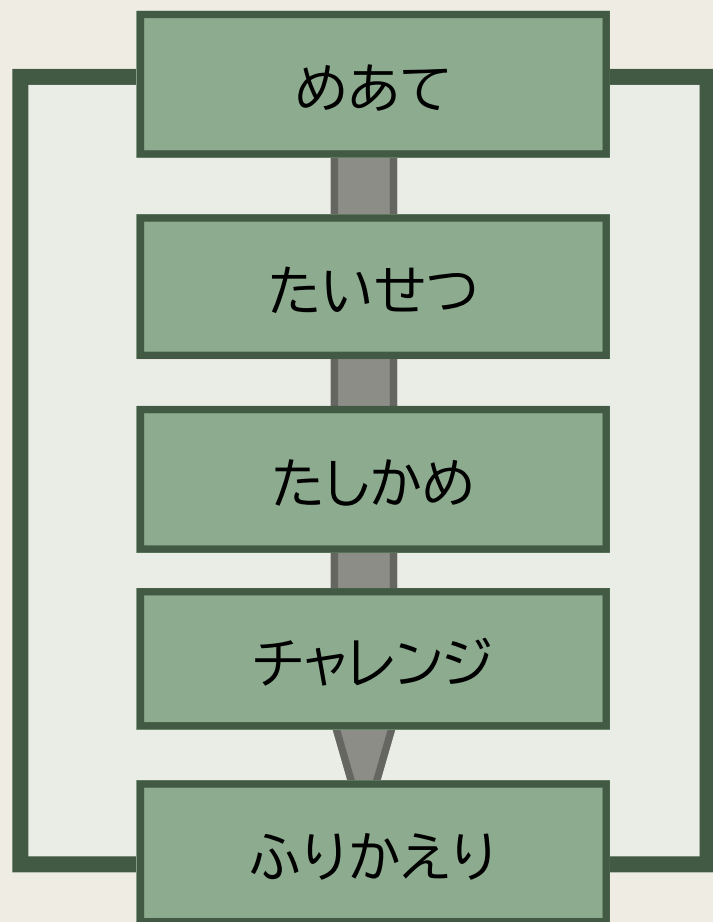 めあて
たいせつ
たしかめ
チャレンジ
ふりかえり